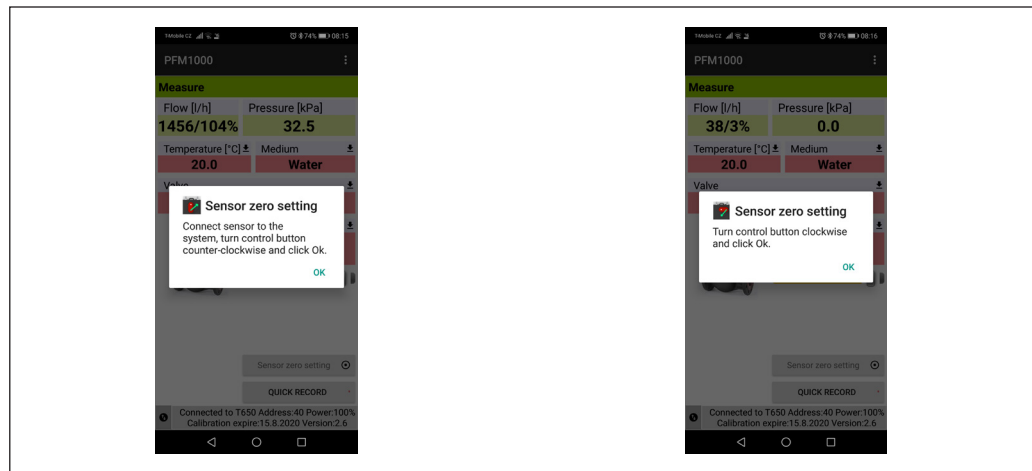 T-Mobile CZ 74% 08:15
PFM1000
Measure
Flow [l/h] Pressure [kPa]
1456/104% 32.5
Temperature [°C] Medium
20.0 Water
Valve
Sensor zero setting
Connect sensor to the
system, turn control button
counter-clockwise and click Ok.
OK
Sensor zero setting
QUICK RECORD
Connected to T650 Address:40 Power:100%
Calibration expire:15.8.2020 Version:2.6
T-Mobile CZ 74% 08:16
PFM1000
Measure
Flow [l/h] Pressure [kPa]
38/3% 0.0
Temperature [°C] Medium
20.0 Water
Valve
Sensor zero setting
Turn control button clockwise
and click Ok.
OK
Sensor zero setting
QUICK RECORD
Connected to T650 Address:40 Power:100%
Calibration expire:15.8.2020 Version:2.6